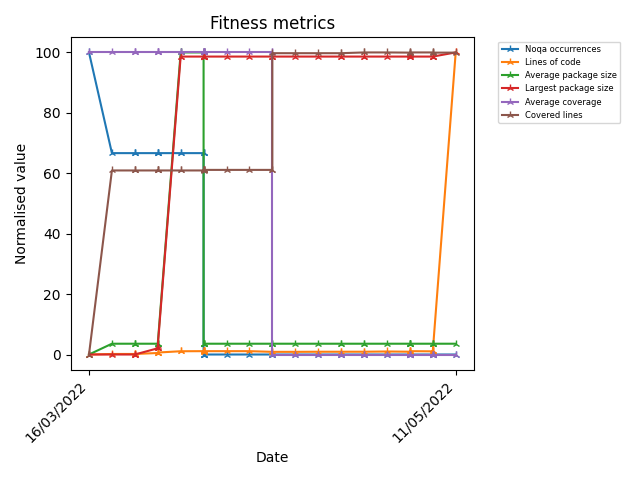 Fitness metrics
Normalised value
100
80
60
40
20
0
16/03/2022
11/05/2022
Date
Noqa occurrences
Lines of code
Average package size
Largest package size
Average coverage
Covered lines